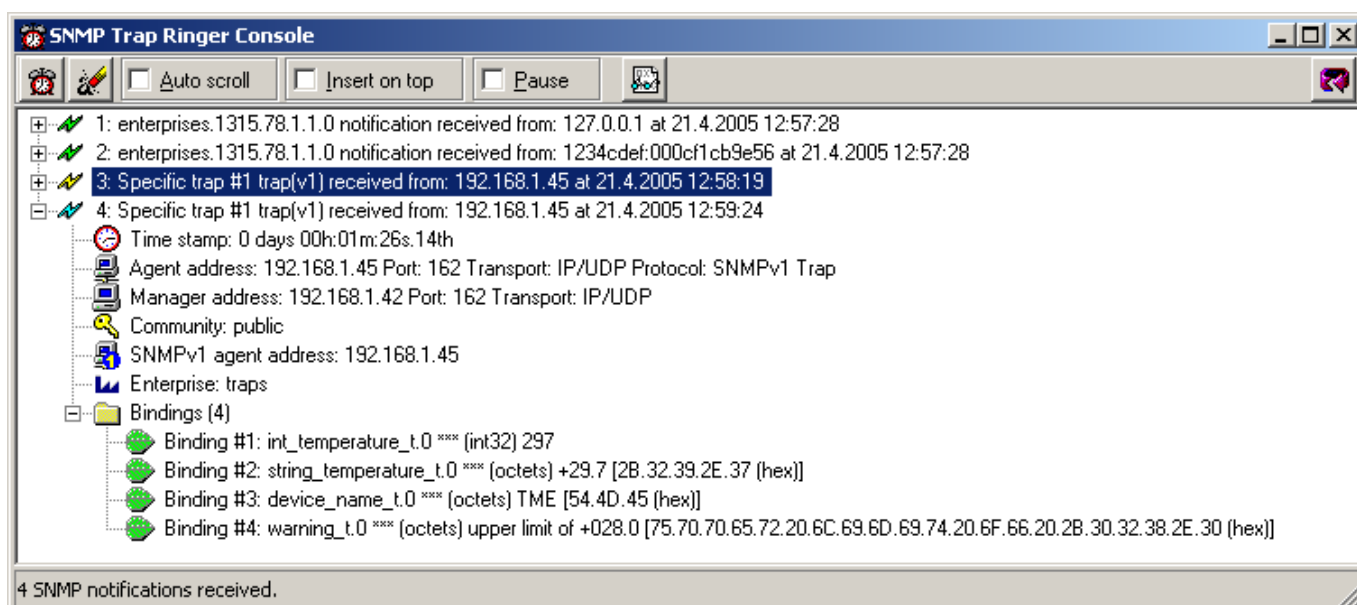 SNMP Trap Ringer Console
Auto scroll Insert on top Pause
1: enterprises.1315.78.1.1.0 notification received from: 127.0.0.1 at 21.4.2005 12:57:28
2: enterprises.1315.78.1.1.0 notification received from: 1234cdef:000cf1cb9e56 at 21.4.2005 12:57:28
3: Specific trap #1 trap(v1) received from: 192.168.1.45 at 21.4.2005 12:58:19
4: Specific trap #1 trap(v1) received from: 192.168.1.45 at 21.4.2005 12:59:24
Time stamp: 0 days 00h:01m:26s.14th
Agent address: 192.168.1.45 Port: 162 Transport: IP/UDP Protocol: SNMPv1 Trap
Manager address: 192.168.1.42 Port: 162 Transport: IP/UDP
Community: public
SNMPv1 agent address: 192.168.1.45
Enterprise: traps
Bindings (4)
Binding #1: int_temperature_t.0 *** (int32) 297
Binding #2: string_temperature_t.0 *** (octets) +29.7 [2B.32.39.2E.37 (hex)]
Binding #3: device_name_t.0 *** (octets) TME [54.4D.45 (hex)]
Binding #4: warning_t.0 *** (octets) upper limit of +028.0 [75.70.70.65.72.20.6C.69.6D.69.74.20.6F.66.20.2B.30.32.38.2E.30 (hex)]
4 SNMP notifications received.